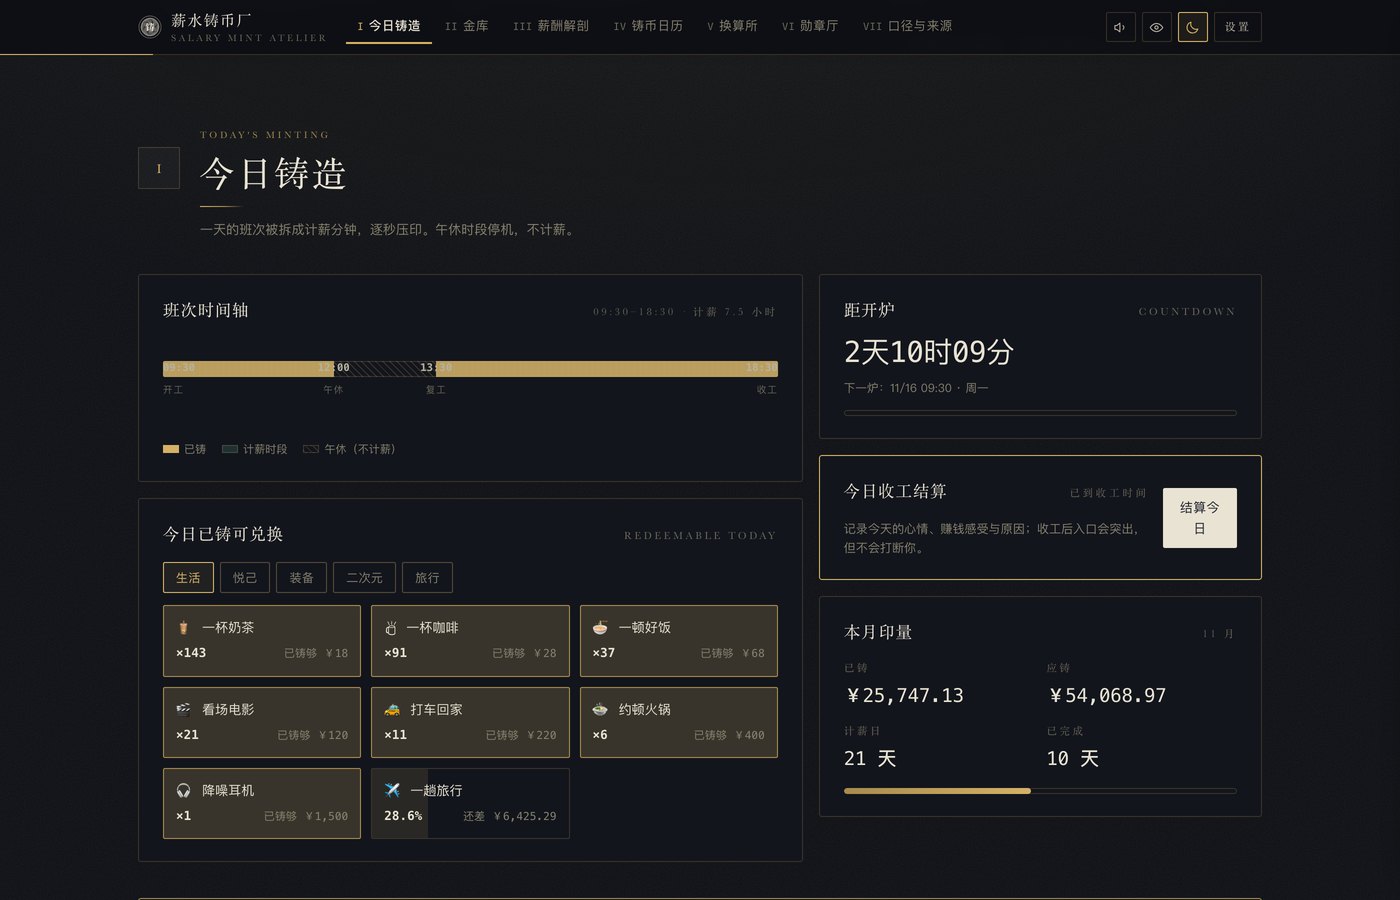 薪水铸币厂
SALARY MINT ATELIER
I 今日铸造
II 金库
III 薪酬解剖
IV 铸币日历
V 换算所
VI 勋章厅
VII 口径与来源
设置
TODAY'S MINTING
I
今日铸造
一天的班次被拆成计薪分钟，逐秒压印。午休时段停机，不计薪。
班次时间轴
09:30–18:30 · 计薪 7.5 小时
09:30
12:00
13:30
18:30
开工
午休
复工
收工
已铸
计薪时段
午休（不计薪）
今日已铸可兑换
REDEEMABLE TODAY
生活
悦己
装备
二次元
旅行
一杯奶茶
×143
已铸够 ¥18
一杯咖啡
×91
已铸够 ¥28
一顿好饭
×37
已铸够 ¥68
看场电影
×21
已铸够 ¥120
打车回家
×11
已铸够 ¥220
约顿火锅
×6
已铸够 ¥400
降噪耳机
×1
已铸够 ¥1,500
一趟旅行
28.6%
还差 ¥6,425.29
距开炉
COUNTDOWN
2天10时09分
下一炉：11/16 09:30 · 周一
今日收工结算
已到收工时间
记录今天的心情、赚钱感受与原因；收工后入口会突出，
但不会打断你。
结算今
日
本月印量
11 月
已铸
应铸
¥25,747.13
¥54,068.97
计薪日
已完成
21 天
10 天